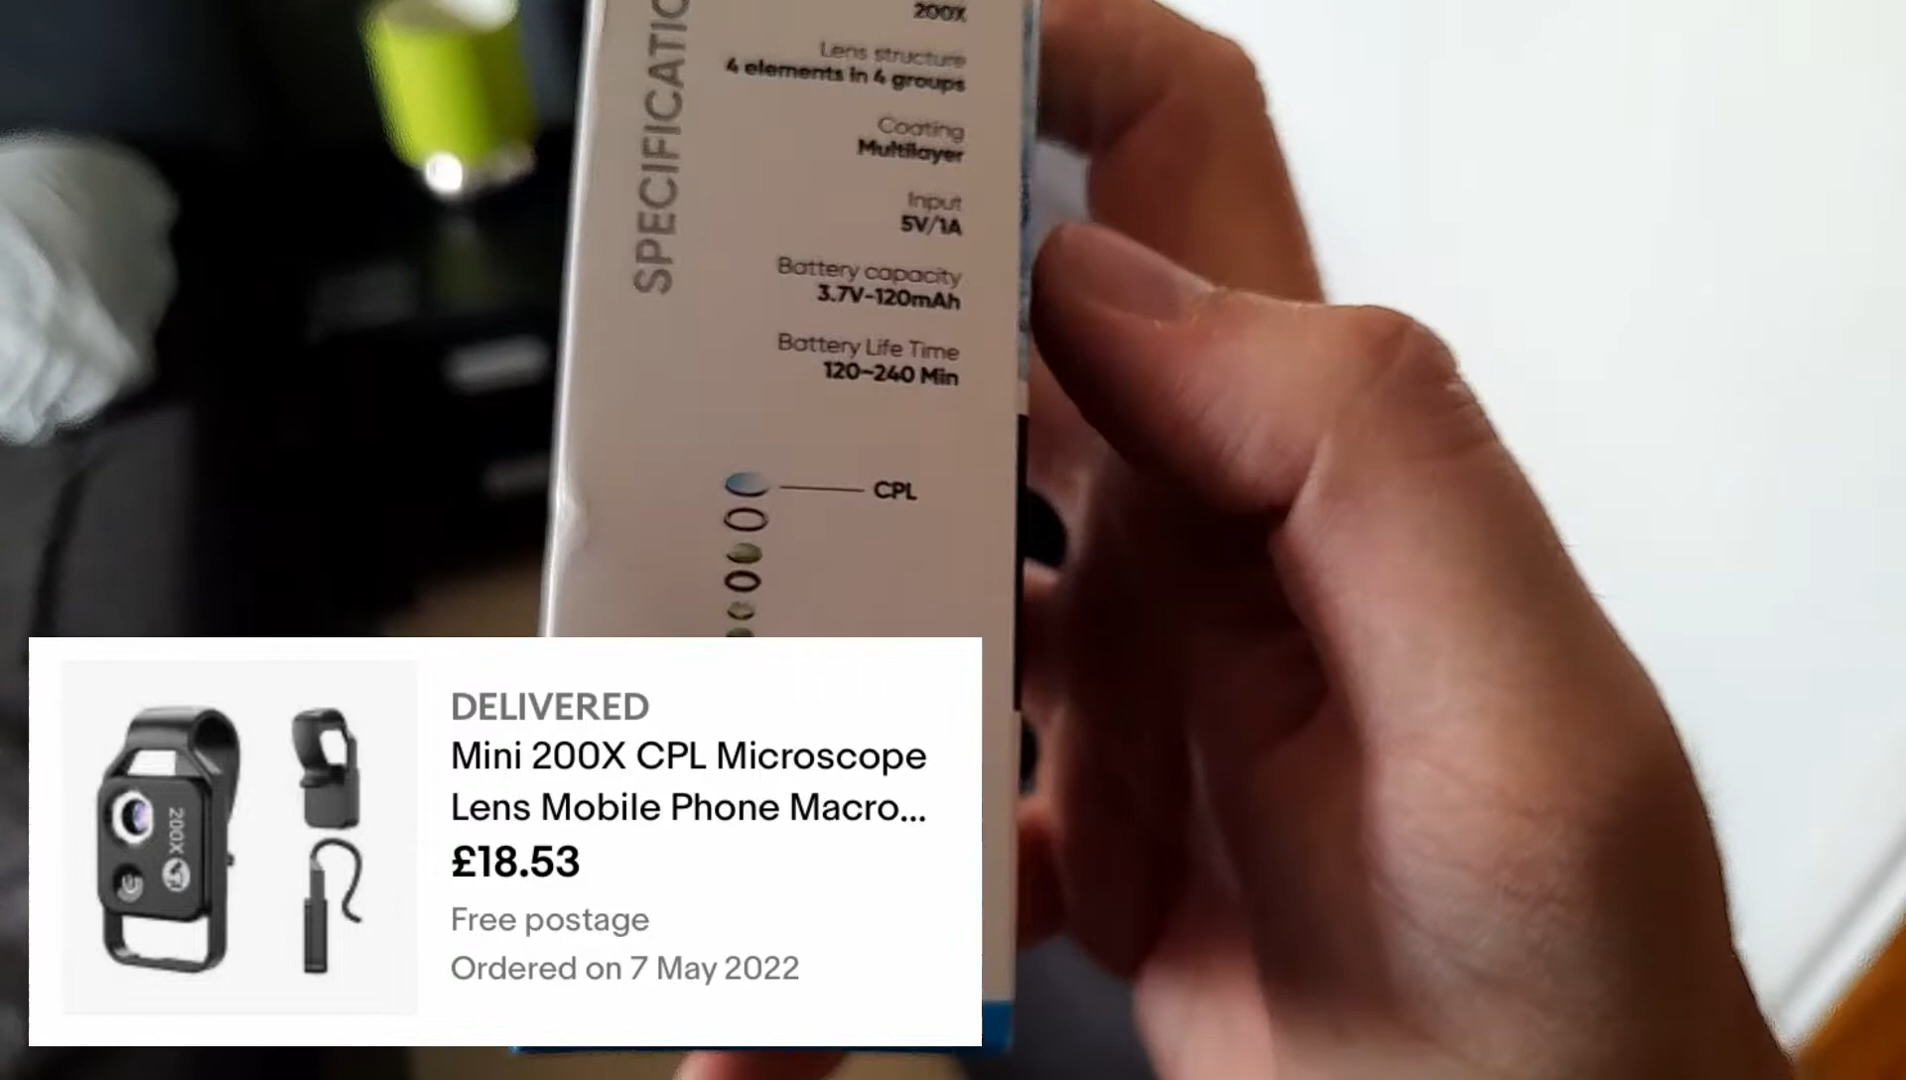 SPECIFICATIO
200X
Lens structure
4 elements in 4 groups
Coating
Multilayer
Input
5V/1A
Battery capacity
3.7V-120mAh
Battery Life Time
120~240 Min
CPL
200X
DELIVERED
Mini 200X CPL Microscope
Lens Mobile Phone Macro...
£18.53
Free postage
Ordered on 7 May 2022